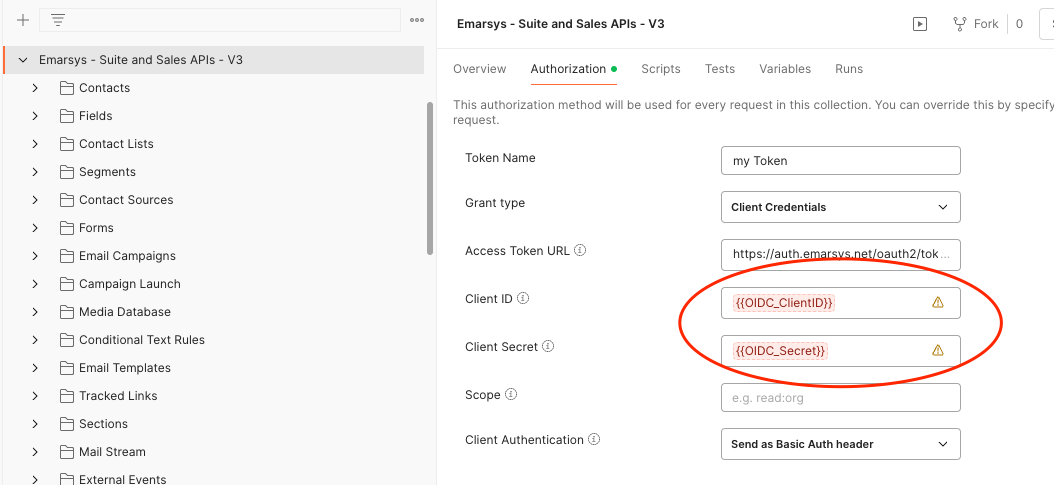 Emarsys - Suite and Sales APIs - V3
Contacts
Fields
Contact Lists
Segments
Contact Sources
Forms
Email Campaigns
Campaign Launch
Media Database
Conditional Text Rules
Email Templates
Tracked Links
Sections
Mail Stream
External Events
Emarsys - Suite and Sales APIs - V3
Fork 0
Overview Authorization Scripts Tests Variables Runs
This authorization method will be used for every request in this collection. You can override this by specify
request.
Token Name my Token
Grant type Client Credentials
Access Token URL https://auth.emarsys.net/oauth2/tok...
Client ID {{OIDC_ClientID}}
Client Secret {{OIDC_Secret}}
Scope e.g. read:org
Client Authentication Send as Basic Auth header